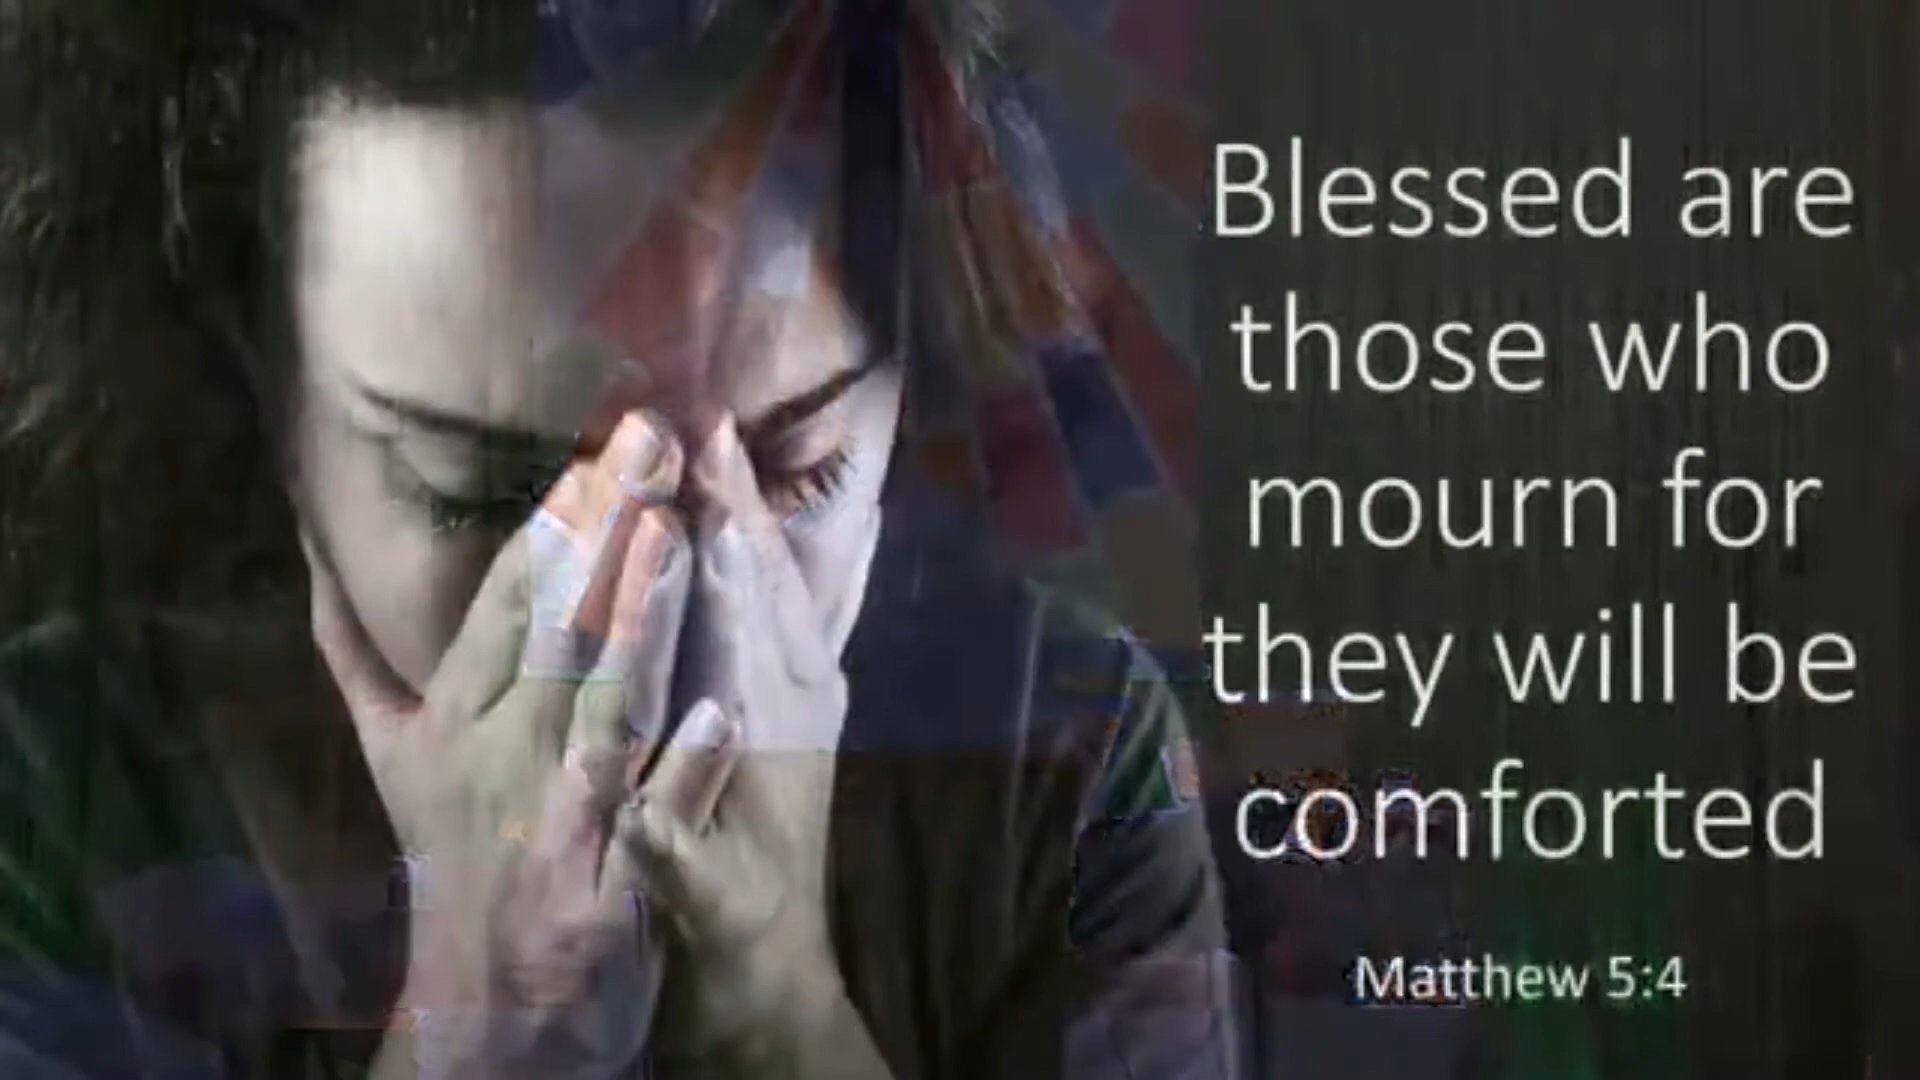 Blessed are
those who
mourn for
they will be
comforted
Matthew 5:4